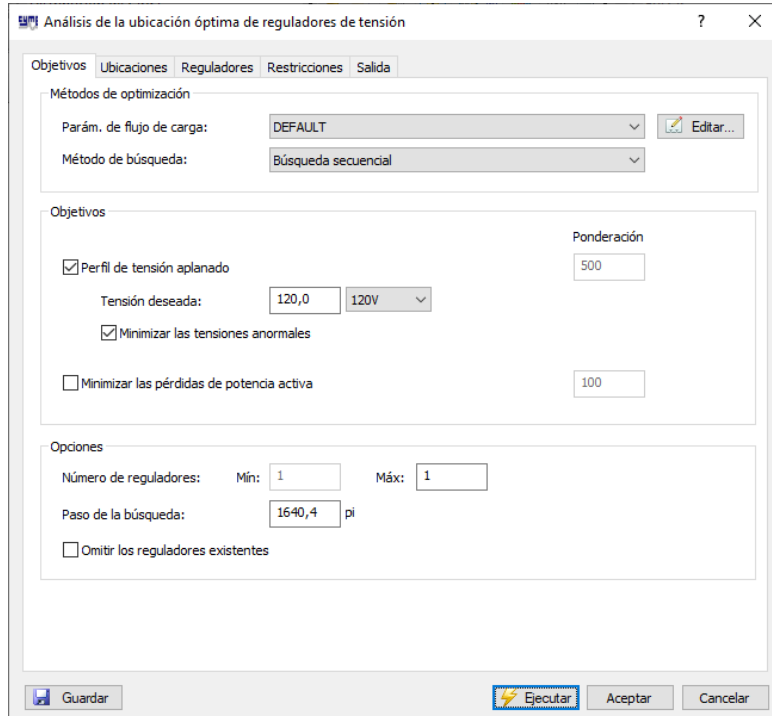 Análisis de la ubicación óptima de reguladores de tensión ?
Objetivos Ubicaciones Reguladores Restricciones Salida
Métodos de optimización
Parám. de flujo de carga: DEFAULT Editar...
Método de búsqueda: Búsqueda secuencial
Objetivos
Ponderación
Perfil de tensión aplanado 500
Tensión deseada: 120,0 120V
Minimizar las tensiones anormales
Minimizar las pérdidas de potencia activa 100
Opciones
Número de reguladores: Mín: 1 Máx: 1
Paso de la búsqueda: 1640,4 pi
Omitir los reguladores existentes
Guardar Ejecutar Aceptar Cancelar